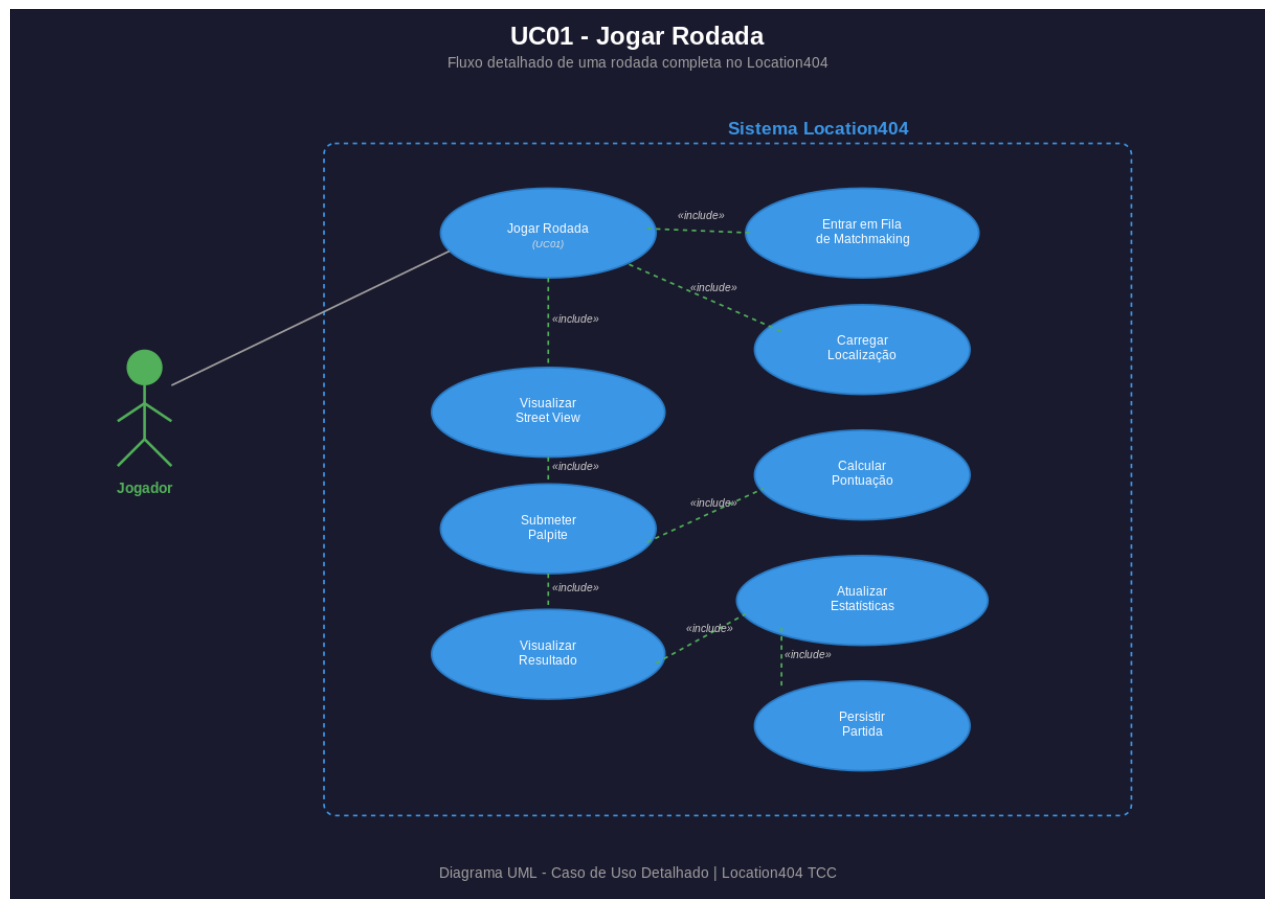 UC01 - Jogar Rodada
Fluxo detalhado de uma rodada completa no Location404
Sistema Location404
Jogar Rodada
(UC01)
«include»
Entrar em Fila
de Matchmaking
«include»
«include»
Carregar
Localização
Visualizar
Street View
«include»
Submeter
Palpite
«include»
Calcular
Pontuação
«include»
Visualizar
Resultado
«include»
Atualizar
Estatísticas
«include»
Persistir
Partida
Jogador
Diagrama UML - Caso de Uso Detalhado | Location404 TCC